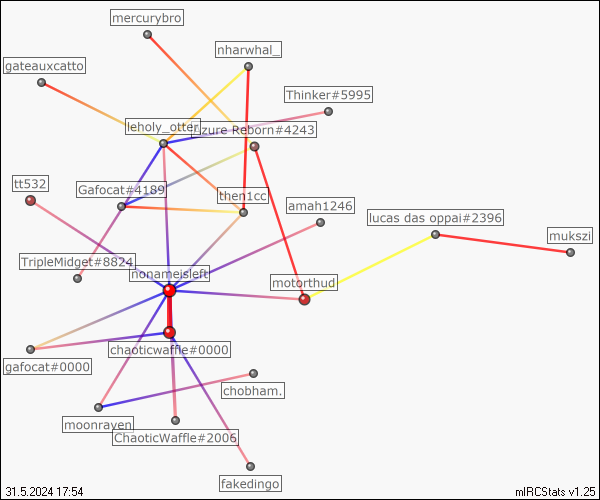 mercurybro
nharwhal_
gateauxcatto
Thinker#5995
leholy_otter
Azure Reborn#4243
tt532
Gafocat#4189
then1cc
amah1246
lucas das oppai#2396
mukszi
TripleMidget#8824
nonameisleft
motorthud
chaoticwaffle#0000
gafocat#0000
chobham.
moonraven
ChaoticWaffle#2006
fakedingo
31.5.2024 17:54
mIRCStats v1.25